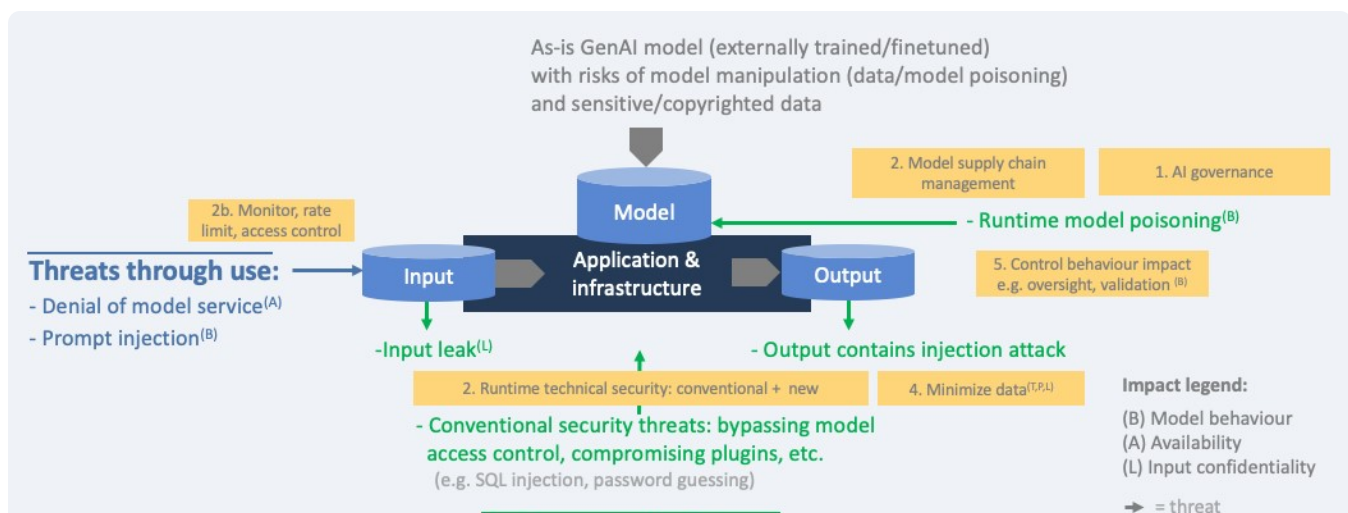 As-is GenAI model (externally trained/finetuned)
with risks of model manipulation (data/model poisoning)
and sensitive/copyrighted data
2. Model supply chain
management
1. AI governance
Model
- Runtime model poisoning(B)
2b. Monitor, rate
limit, access control
Threats through use:
- Denial of model service(A)
- Prompt injection(B)
Input
Application &
infrastructure
Output
5. Control behaviour impact
e.g. oversight, validation (B)
-Input leak(L)
- Output contains injection attack
2. Runtime technical security: conventional + new
4. Minimize data(T,P,L)
- Conventional security threats: bypassing model
access control, compromising plugins, etc.
(e.g. SQL injection, password guessing)
Impact legend:
(B) Model behaviour
(A) Availability
(L) Input confidentiality
= threat